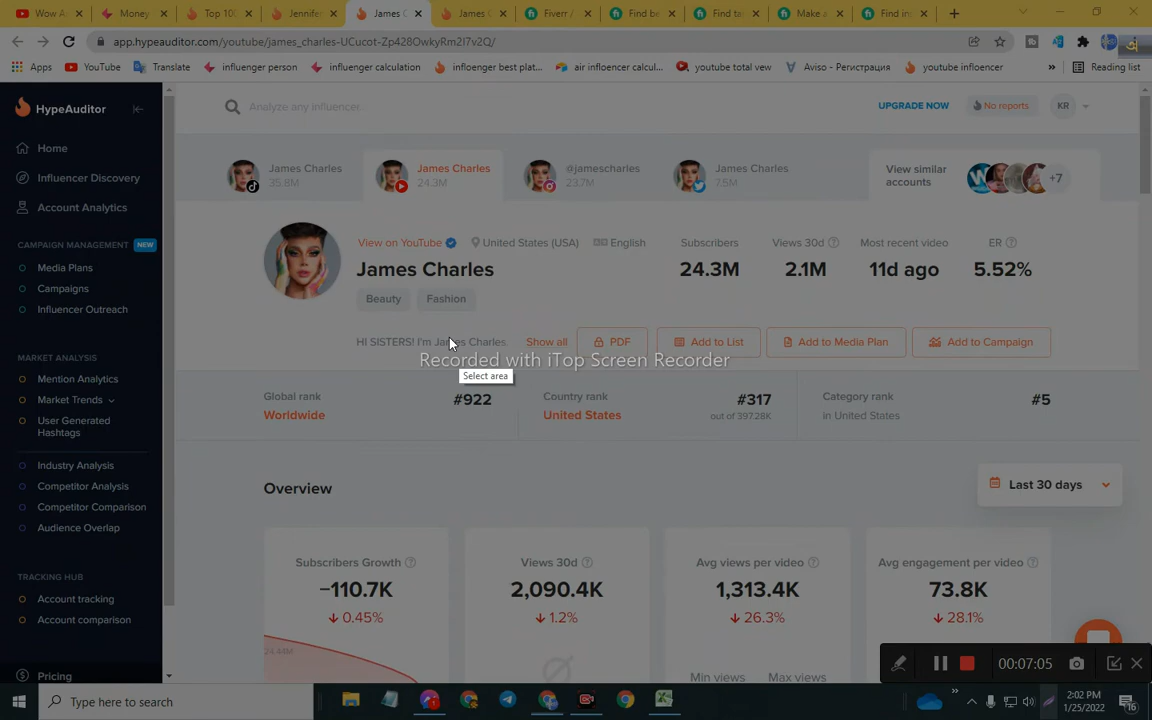 Wow A
Money
Top 10
Jennifer
James C
James C
Fiverr /
Find be
Find ta
Make a
Find in
app.hypeauditor.com/youtube/james_charles-UCucot-Zp428OwkyRm2I7v2Q/
Apps
YouTube
Translate
influenger person
influenger calculation
infloenger best plat...
air influencer calcul...
youtube total vew
Aviso - Регистрация
youtube influencer
»
Reading list
HypeAuditor
Analyze any influencer
UPGRADE NOW
No reports
KR
Home
Influencer Discovery
Account Analytics
CAMPAIGN MANAGEMENT NEW
Media Plans
Campaigns
Influencer Outreach
MARKET ANALYSIS
Mention Analytics
Market Trends
User Generated
Hashtags
Industry Analysis
Competitor Analysis
Competitor Comparison
Audience Overlap
TRACKING HUB
Account tracking
Account comparison
Pricing
James Charles
35.8M
James Charles
24.3M
@jamescharles
23.7M
James Charles
7.5M
View similar
accounts
+7
View on YouTube
United States (USA)
English
James Charles
Beauty
Fashion
Subscribers
24.3M
Views 30d
2.1M
Most recent video
11d ago
ER
5.52%
HI SISTERS! I'm James Charles.
Show all
PDF
Add to List
Add to Media Plan
Add to Campaign
Recorded with iTop Screen Recorder
Select area
Global rank
Worldwide
#922
Country rank
United States
#317
out of 397.28K
Category rank
in United States
#5
Overview
Last 30 days
Subscribers Growth
−110.7K
0.45%
24.44M
Views 30d
2,090.4K
1.2%
Avg views per video
1,313.4K
26.3%
Min views
Max views
Avg engagement per video
73.8K
28.1%
00:07:05
Type here to search
2:02 PM
1/25/2022
16